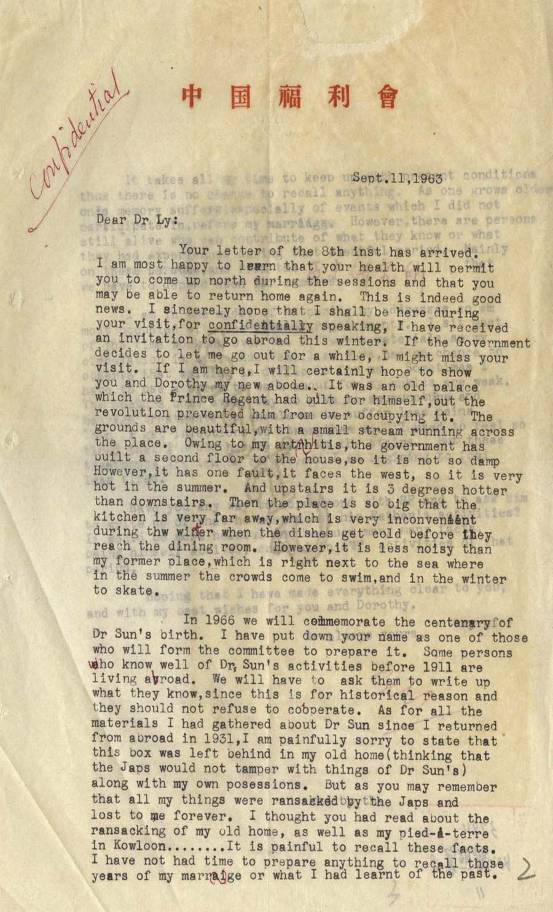 中国福利會
Confidential
Sept.11,1963
Dear Dr Ly:
Your letter of the 8th inst has arrived.
I am most happy to learn that your health will permit
you to come up north during the sessions and that you
may be able to return home again. This is indeed good
news. I sincerely hope that I shall be here during
your visit,for confidentially speaking, I have received
an invitation to go abroad this winter. If the Government
decides to let me go out for a while, I might miss your
visit. If I am here,I will certainly hope to show
you and Dorothy my new abode.. It was an old palace
which the Prince Regent had built for himself,but the
revolution prevented him from ever occupying it. The
grounds are beautiful,with a small stream running across
the place. Owing to my arthitis,the government has
built a second floor to the house,so it is not so damp
However,it has one fault,it faces the west, so it is very
hot in the summer. And upstairs it is 3 degrees hotter
than downstairs. Then the place is so big that the
kitchen is very far away,which is very inconvenient
during thw winter when the dishes get cold before they
reach the dining room. However,it is less noisy than
my former place,which is right next to the sea where
in the summer the crowds come to swim,and in the winter
to skate.
In 1966 we will commemorate the centenary of
Dr Sun's birth. I have put down your name as one of those
who will form the committee to prepare it. Some persons
who know well of Dr, Sun's activities before 1911 are
living abroad. We will have to ask them to write up
what they know,since this is for historical reason and
they should not refuse to cooperate. As for all the
materials I had gathered about Dr Sun since I returned
from abroad in 1931,I am painfully sorry to state that
this box was left behind in my old home(thinking that
the Japs would not tamper with things of Dr Sun's)
along with my own posessions. But as you may remember
that all my things were ransacked by the Japs and
lost to me forever. I thought you had read about the
ransacking of my old home, as well as my pied-à-terre
in Kowloon........It is painful to recall these facts.
I have not had time to prepare anything to recall those
years of my marraige or what I had learnt of the past.
2